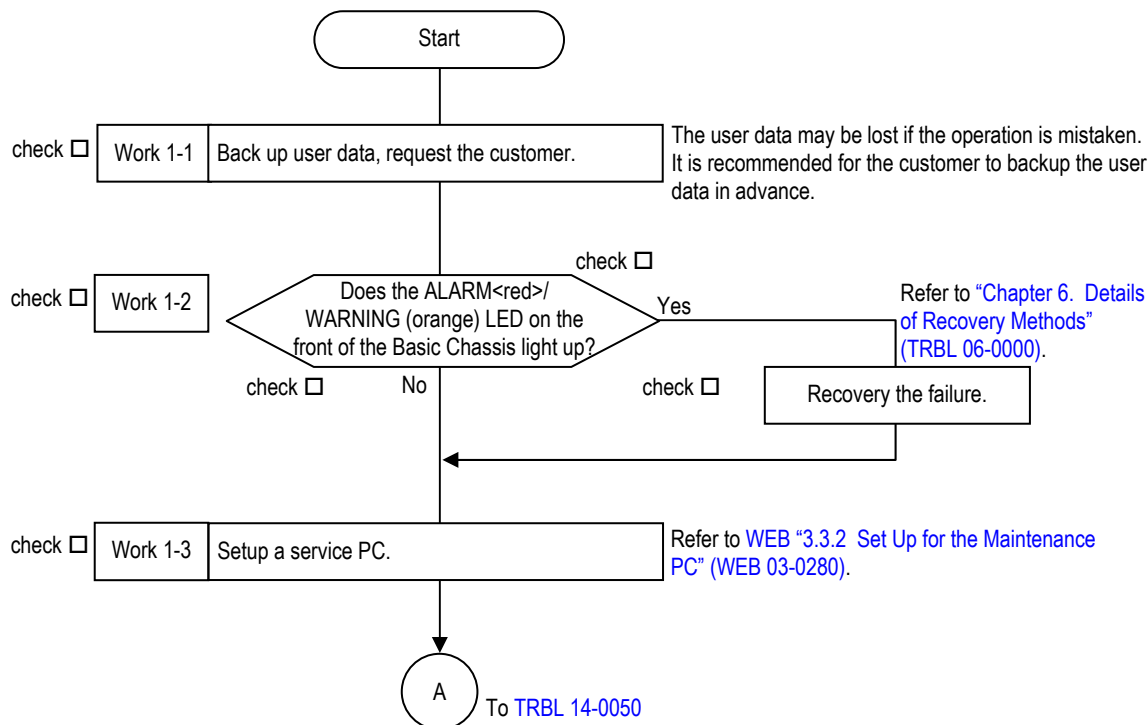 Start
check □ Work 1-1 Back up user data, request the customer.
The user data may be lost if the operation is mistaken.
It is recommended for the customer to backup the user
data in advance.
check □ Work 1-2
check □
Does the ALARM<red>/
WARNING (orange) LED on the
front of the Basic Chassis light up?
Yes
Refer to “Chapter 6. Details
of Recovery Methods”
(TRBL 06-0000).
check □ No
check □ Recovery the failure.
check □ Work 1-3 Setup a service PC.
Refer to WEB “3.3.2 Set Up for the Maintenance
PC” (WEB 03-0280).
A
To TRBL 14-0050